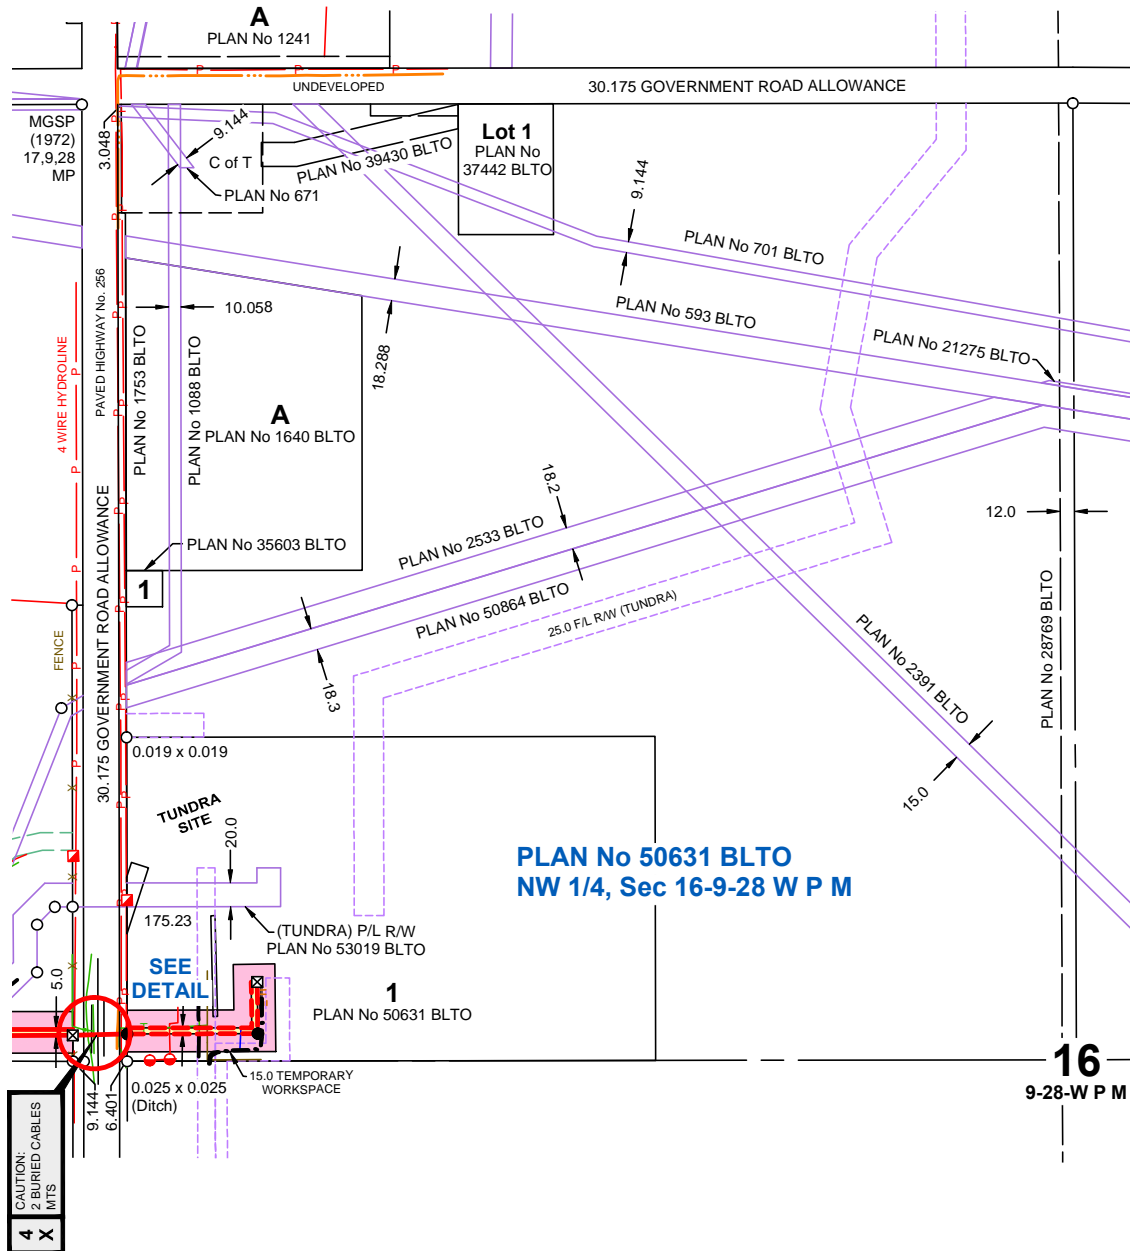 A
PLAN No 1241
UNDEVELOPED
30.175 GOVERNMENT ROAD ALLOWANCE
MGSP
(1972)
17,9,28
MP
3.048
9.144
C of T
PLAN No 671
PLAN No 39430 BLTO
Lot 1
PLAN No
37442 BLTO
9.144
PLAN No 701 BLTO
PLAN No 593 BLTO
PLAN No 21275 BLTO
10.058
18.288
4 WIRE HYDROLINE
PAVED HIGHWAY No. 256
PLAN No 1753 BLTO
PLAN No 1088 BLTO
A
PLAN No 1640 BLTO
PLAN No 35603 BLTO
1
18.2
PLAN No 2533 BLTO
PLAN No 50864 BLTO
25.0 F/L R/W (TUNDRA)
18.3
12.0
PLAN No 28769 BLTO
PLAN No 2391 BLTO
15.0
FENCE
30.175 GOVERNMENT ROAD ALLOWANCE
0.019 x 0.019
TUNDRA
SITE
20.0
175.23
(TUNDRA) P/L R/W
PLAN No 53019 BLTO
PLAN No 50631 BLTO
NW 1/4, Sec 16-9-28 W P M
SEE
DETAIL
5.0
1
PLAN No 50631 BLTO
15.0 TEMPORARY
WORKSPACE
0.025 x 0.025
(Ditch)
9.144
6.401
16
9-28-W P M
CAUTION:
2 BURIED CABLES
MTS
4
X